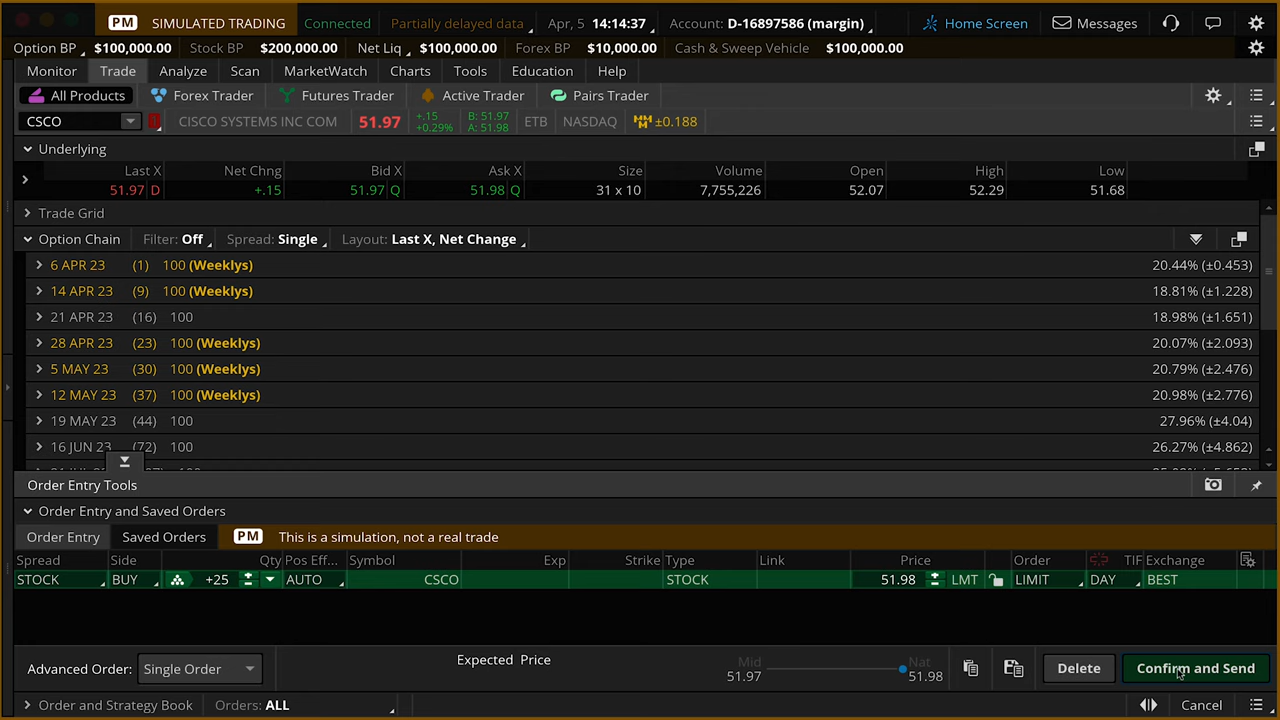 PM SIMULATED TRADING Connected Partially delayed data Apr, 5 14:14:37 Account: D-16897586 (margin) Home Screen Messages
Option BP $100,000.00 Stock BP $200,000.00 Net Liq $100,000.00 Forex BP $10,000.00 Cash & Sweep Vehicle $100,000.00
Monitor Trade Analyze Scan MarketWatch Charts Tools Education Help
All Products Forex Trader Futures Trader Active Trader Pairs Trader
CSCO 1 CISCO SYSTEMS INC COM 51.97 +.15 +0.29% B: 51.97 A: 51.98 ETB NASDAQ ±0.188
Underlying
Last X Net Chng Bid X Ask X Size Volume Open High Low
51.97 D +.15 51.97 Q 51.98 Q 31 x 10 7,755,226 52.07 52.29 51.68
Trade Grid
Option Chain Filter: Off Spread: Single Layout: Last X, Net Change
6 APR 23 (1) 100 (Weeklys) 20.44% (±0.453)
14 APR 23 (9) 100 (Weeklys) 18.81% (±1.228)
21 APR 23 (16) 100 18.98% (±1.651)
28 APR 23 (23) 100 (Weeklys) 20.07% (±2.093)
5 MAY 23 (30) 100 (Weeklys) 20.79% (±2.476)
12 MAY 23 (37) 100 (Weeklys) 20.98% (±2.776)
19 MAY 23 (44) 100 27.96% (±4.04)
16 JUN 23 (72) 100 26.27% (±4.862)
Order Entry Tools
Order Entry and Saved Orders
Order Entry Saved Orders PM This is a simulation, not a real trade
Spread Side Qty Pos Eff... Symbol Exp Strike Type Link Price Order TIF Exchange
STOCK BUY +25 AUTO CSCO STOCK 51.98 LMT LIMIT DAY BEST
Advanced Order: Single Order Expected Price Mid 51.97 Nat 51.98 Delete Confirm and Send
Order and Strategy Book Orders: ALL Cancel